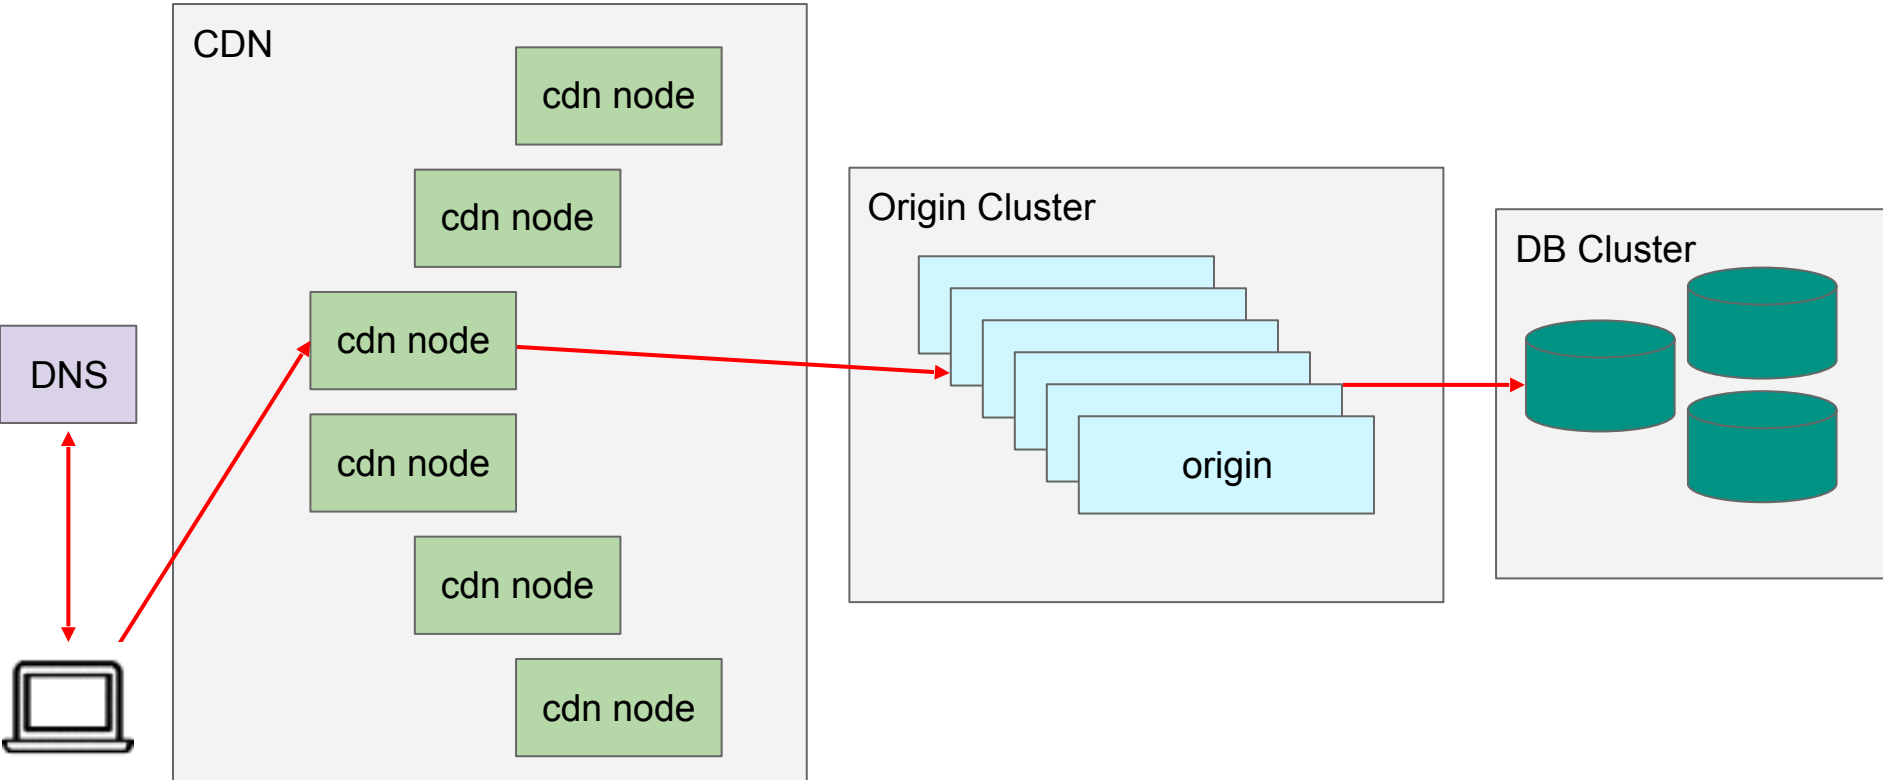 CDN
cdn node
cdn node
Origin Cluster
DB Cluster
cdn node
DNS
cdn node
origin
cdn node
cdn node